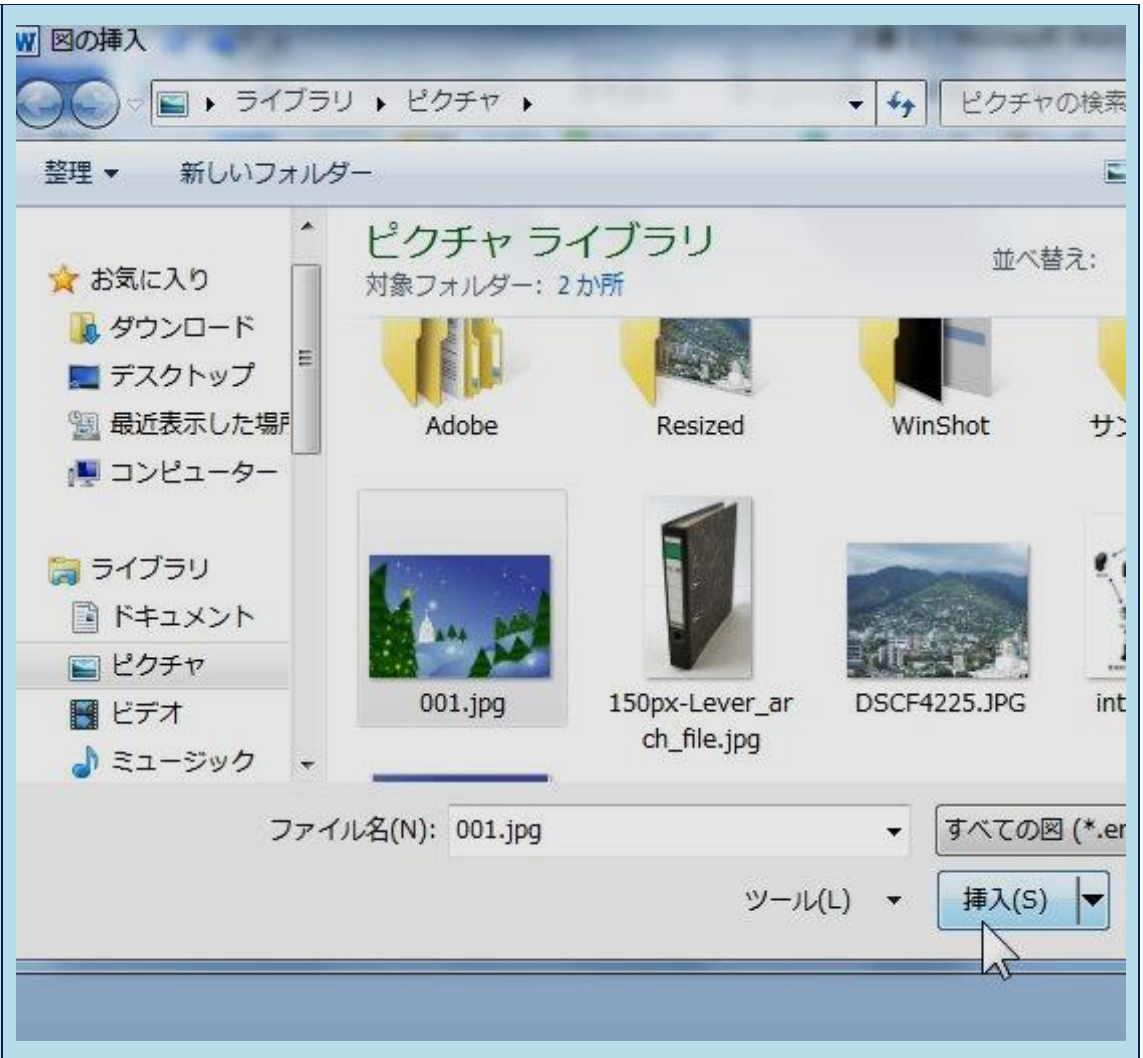 図の挿入
ライブラリ ピクチャ
ピクチャの検索
整理
新しいフォルダー
お気に入り
ダウンロード
デスクトップ
最近表示した場所
コンピューター
ライブラリ
ドキュメント
ピクチャ
ビデオ
ミュージック
ピクチャ ライブラリ
対象フォルダー: 2 か所
並べ替え:
Adobe
Resized
WinShot
サン
001.jpg
150px-Lever_ar
ch_file.jpg
DSCF4225.JPG
int
ファイル名(N): 001.jpg
すべての図 (*.em
ツール(L)
挿入(S)